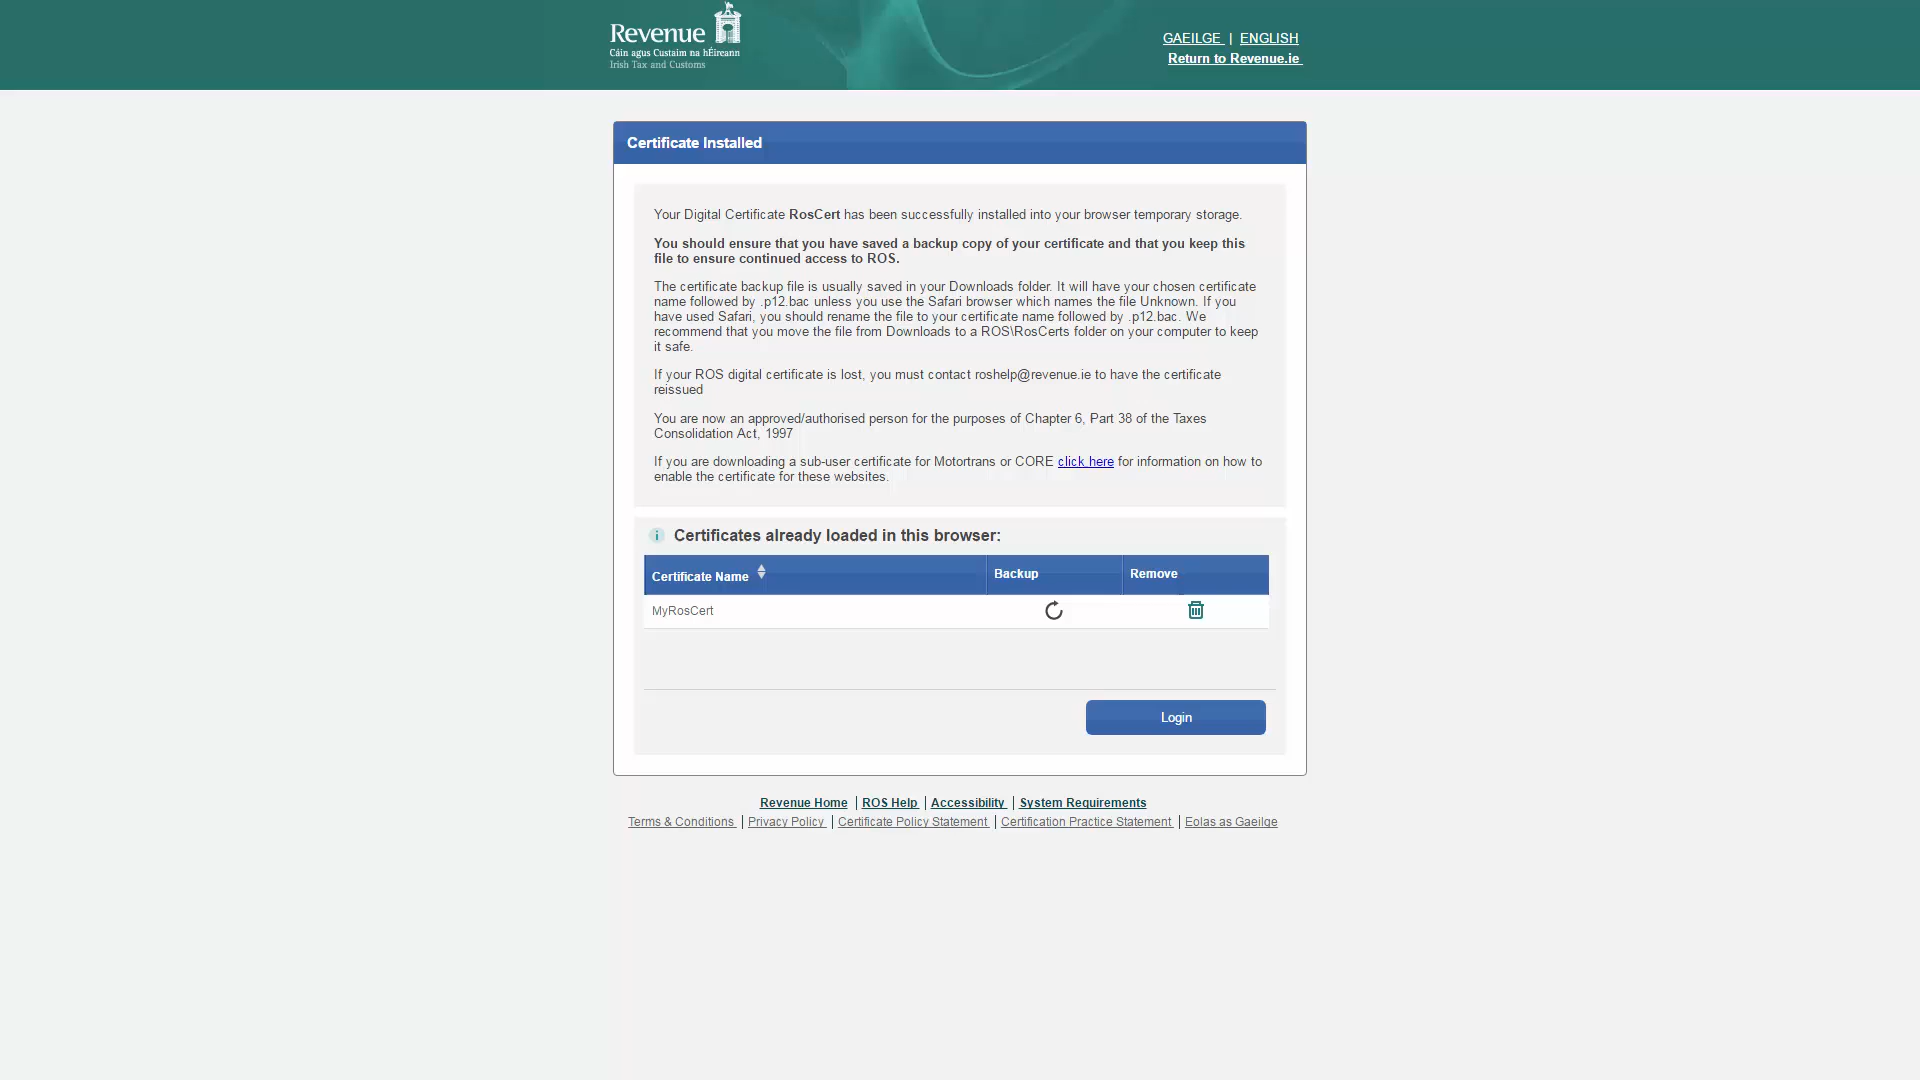 Revenue
Cáin agus Custaim na hÉireann
Irish Tax and Customs
GAEILGE | ENGLISH
Return to Revenue.ie
Certificate Installed
Your Digital Certificate RosCert has been successfully installed into your browser temporary storage.
You should ensure that you have saved a backup copy of your certificate and that you keep this
file to ensure continued access to ROS.
The certificate backup file is usually saved in your Downloads folder. It will have your chosen certificate
name followed by .p12.bac unless you use the Safari browser which names the file Unknown. If you
have used Safari, you should rename the file to your certificate name followed by .p12.bac. We
recommend that you move the file from Downloads to a ROS\RosCerts folder on your computer to keep
it safe.
If your ROS digital certificate is lost, you must contact roshelp@revenue.ie to have the certificate
reissued
You are now an approved/authorised person for the purposes of Chapter 6, Part 38 of the Taxes
Consolidation Act, 1997
If you are downloading a sub-user certificate for Motortrans or CORE click here for information on how to
enable the certificate for these websites.
Certificates already loaded in this browser:
Certificate Name Backup Remove
MyRosCert
Login
Revenue Home | ROS Help | Accessibility | System Requirements
Terms & Conditions | Privacy Policy | Certificate Policy Statement | Certification Practice Statement | Eolas as Gaeilge